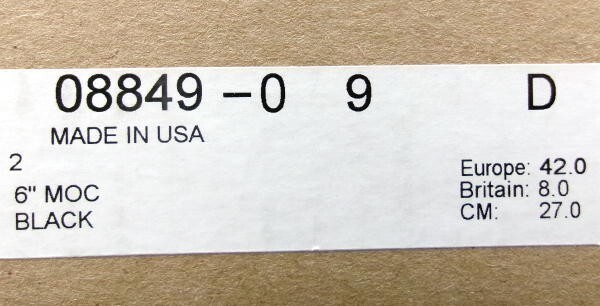 08849-0 9 D
MADE IN USA
2
6" MOC
BLACK
Europe: 42.0
Britain: 8.0
CM: 27.0